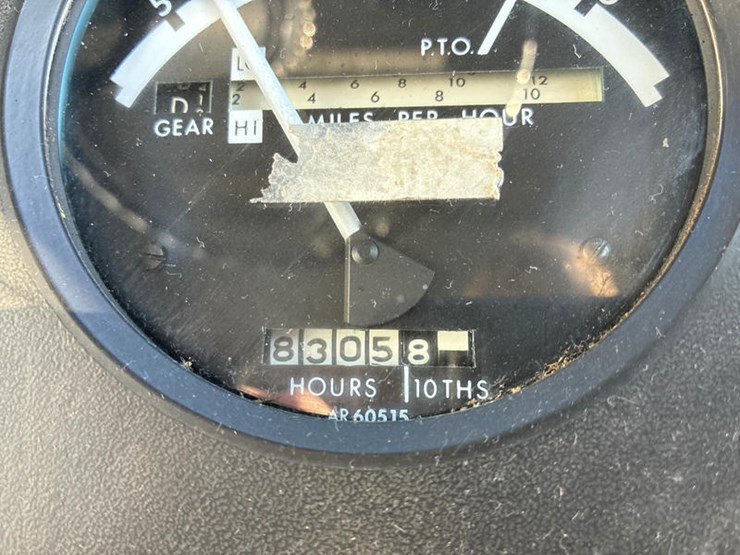 5
P.T.O.
LO
2 4 6 8 10 12
2 4 6 8 10
GEAR HI MILES PER HOUR
83058
HOURS 10THS
AR60515